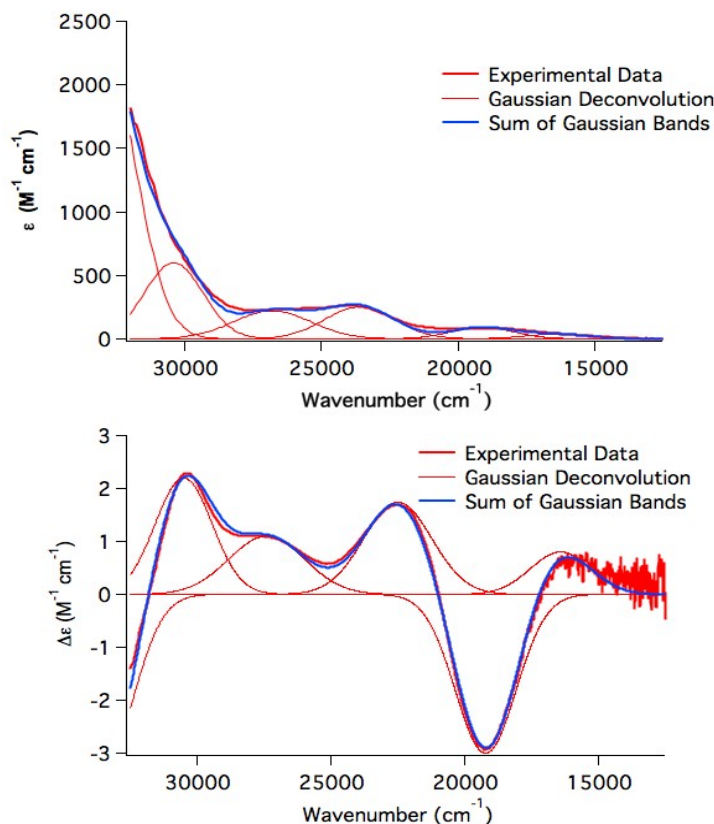 2500
2000
1500
1000
500
0
ε (M⁻¹ cm⁻¹)
Experimental Data
Gaussian Deconvolution
Sum of Gaussian Bands
30000 25000 20000 15000
Wavenumber (cm⁻¹)
3
2
1
0
-1
-2
-3
Δε (M⁻¹ cm⁻¹)
Experimental Data
Gaussian Deconvolution
Sum of Gaussian Bands
30000 25000 20000 15000
Wavenumber (cm⁻¹)